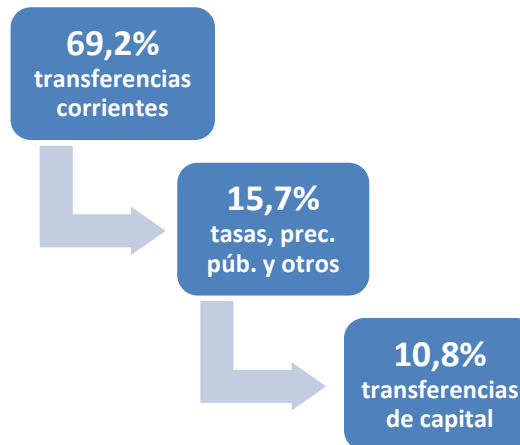 69,2%
transferencias
corrientes
15,7%
tasas, prec.
púb. y otros
10,8%
transferencias
de capital